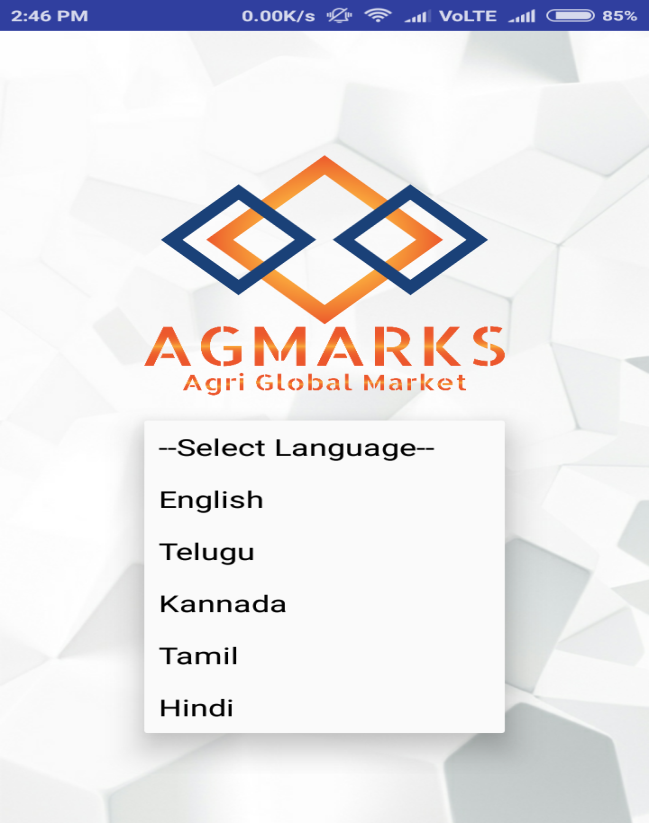 2:46 PM 0.00K/s VoLTE 85%
AGMARKS
Agri Global Market
--Select Language--
English
Telugu
Kannada
Tamil
Hindi